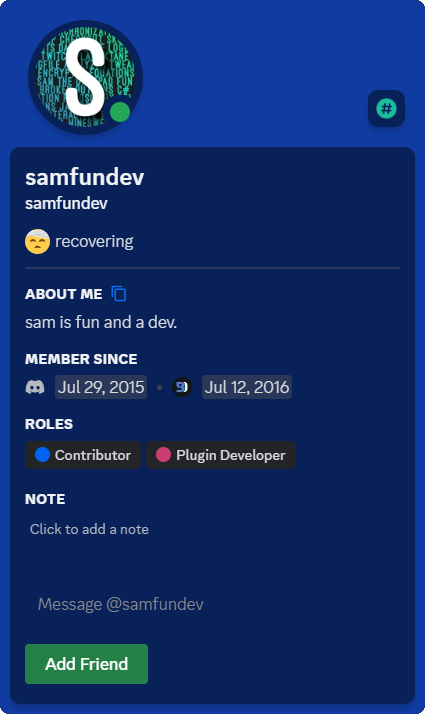 S
#
samfundev
samfundev
recovering
ABOUT ME
sam is fun and a dev.
MEMBER SINCE
Jul 29, 2015 • Jul 12, 2016
ROLES
Contributor Plugin Developer
NOTE
Click to add a note
Message @samfundev
Add Friend